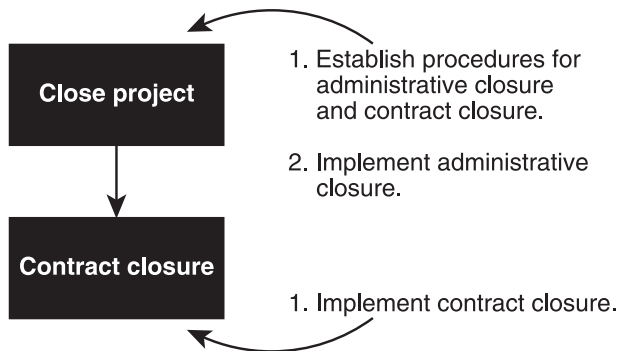 Close project
1. Establish procedures for
administrative closure
and contract closure.
2. Implement administrative
closure.
Contract closure
1. Implement contract closure.